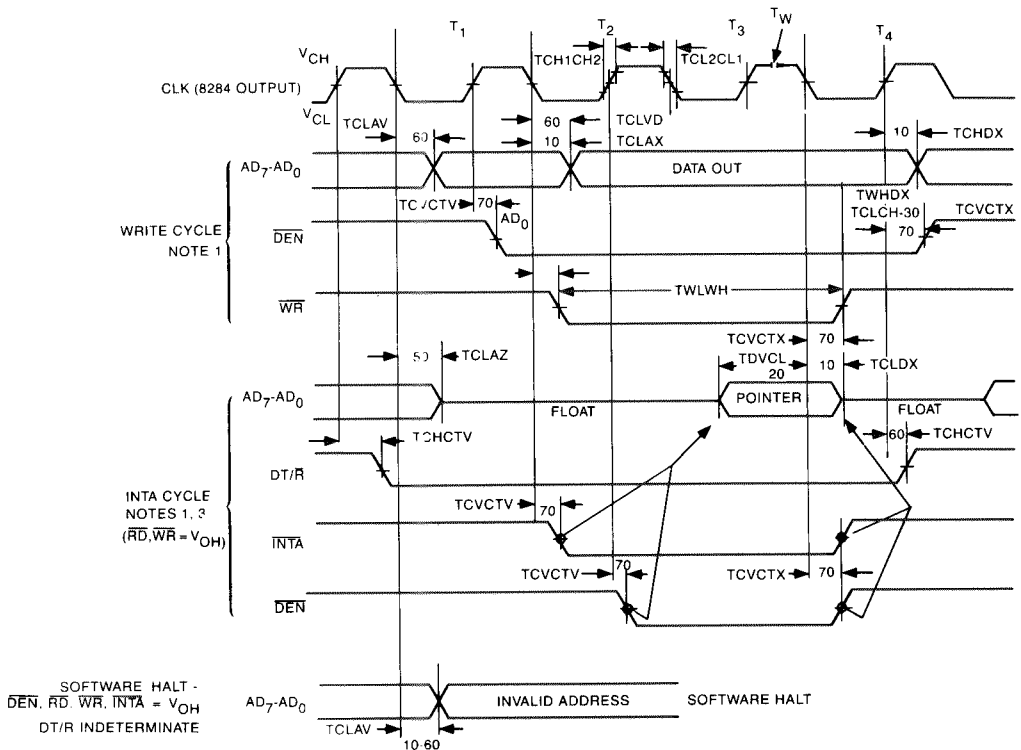 T1 T2 T3 TW T4
VCH
TCH1CH2 TCL2CL1
CLK (8284 OUTPUT)
VCL
TCLAV 60 TCLVD TCHDX
60 10 TCLAX 10
AD7-AD0 DATA OUT
TWHDX
TCVCTV 70 AD0 TCLCH-30 TCVCTX
WRITE CYCLE
NOTE 1
DEN 70
WR TWLWH
TCVCTX 70
50 TCLAZ TDVCL 10 TCLDX
20
AD7-AD0 POINTER
FLOAT FLOAT
TCHCTV 60 TCHCTV
DT/R
INTA CYCLE
NOTES 1, 3
(RD,WR = VOH)
TCVCTV
70
INTA
70
TCVCTV TCVCTX 70
DEN
SOFTWARE HALT -
DEN, RD, WR, INTA = VOH
DT/R INDETERMINATE
AD7-AD0 INVALID ADDRESS SOFTWARE HALT
TCLAV
10-60